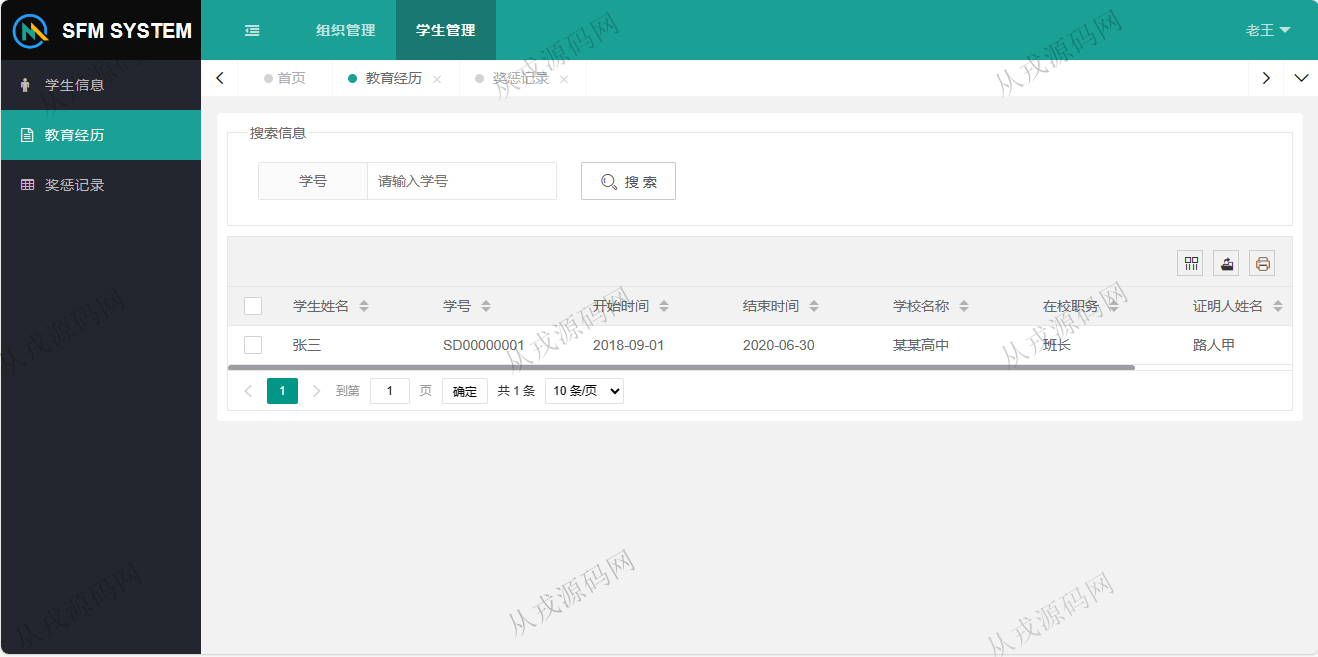 SFM SYSTEM
组织管理
学生管理
老王
学生信息
教育经历
奖惩记录
首页
教育经历
奖惩记录
搜索信息
学号
请输入学号
搜 索
学生姓名 学号 开始时间 结束时间 学校名称 在校职务 证明人姓名
张三 SD00000001 2018-09-01 2020-06-30 某某高中 班长 路人甲
1 到第 1 页 确定 共 1 条 10 条/页
从戎源码网
从戎源码网
从戎源码网
从戎源码网
从戎源码网
从戎源码网
从戎源码网
从戎源码网
从戎源码网